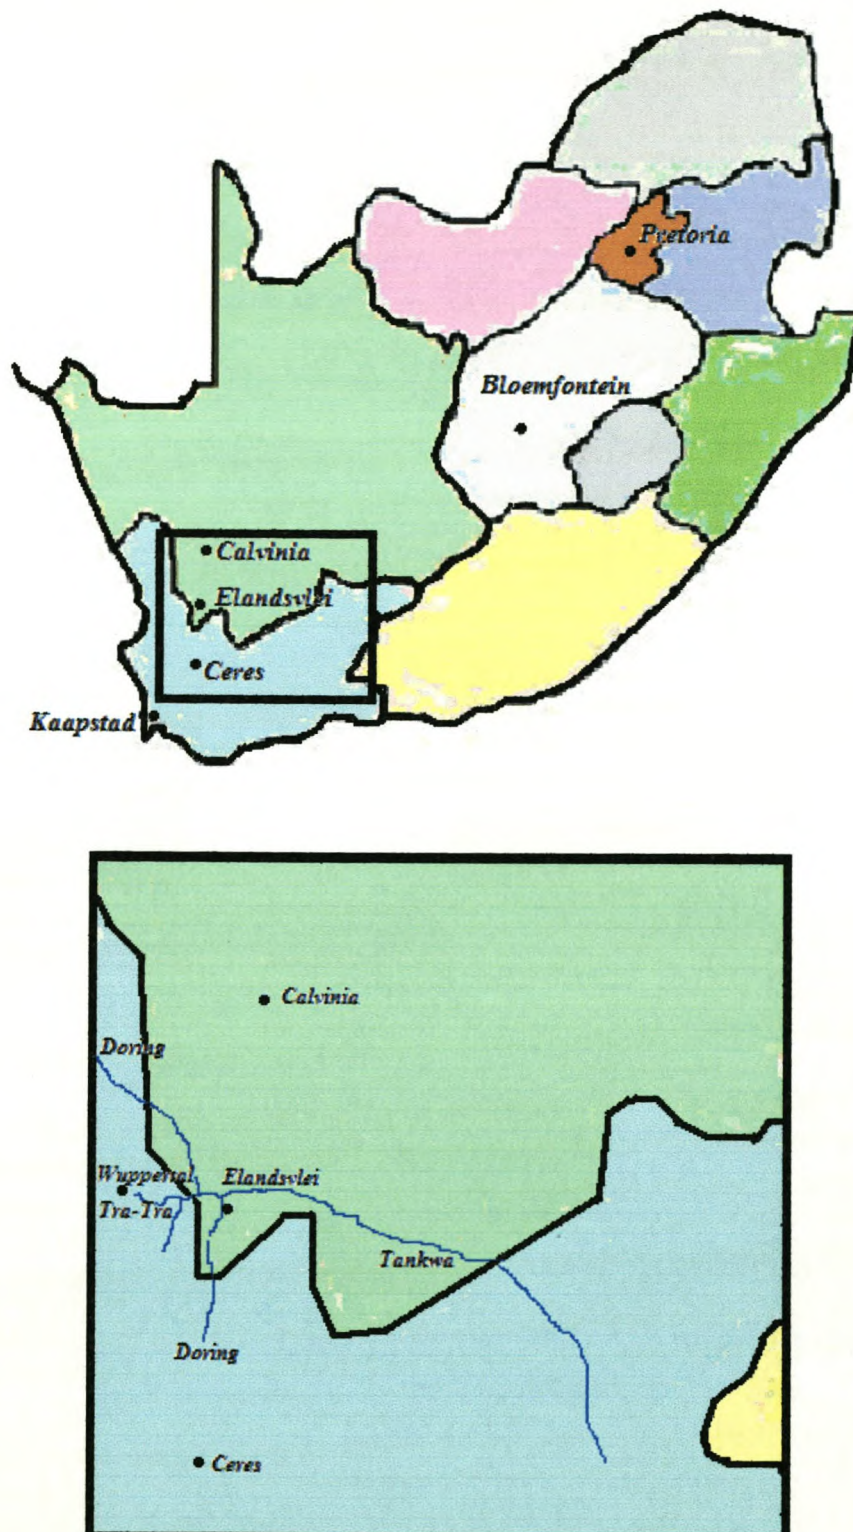 Pretoria
Bloemfontein
Calvinia
Elandsvlei
Ceres
Kaapstad
Calvinia
Doring
Wuppertal
Elandsvlei
Tra-Tra
Tankwa
Doring
Ceres